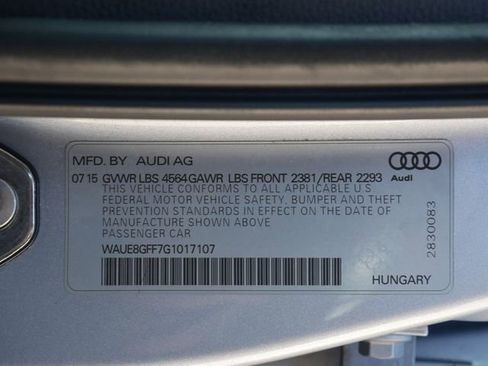 MFD. BY AUDI AG
07 15 GVWR LBS 4564 GAWR LBS FRONT 2381/REAR 2293
Audi
THIS VEHICLE CONFORMS TO ALL APPLICABLE U.S.
FEDERAL MOTOR VEHICLE SAFETY, BUMPER AND THEFT
PREVENTION STANDARDS IN EFFECT ON THE DATE OF
MANUFACTURE SHOWN ABOVE
PASSENGER CAR
WAUE8GFF7G1017107
HUNGARY
2830083